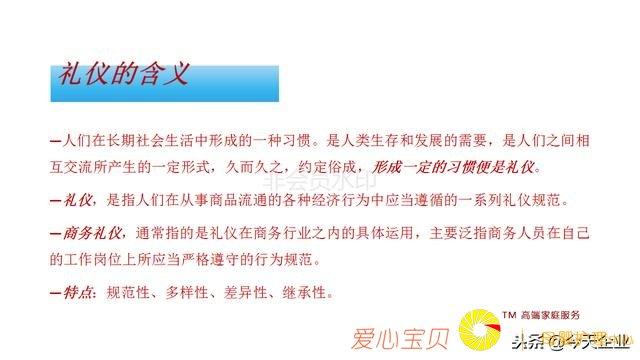 礼仪的含义
—人们在长期社会生活中形成的一种习惯。是人类生存和发展的需要，是人们之间相
互交流所产生的一定形式，久而久之，约定俗成，形成一定的习惯便是礼仪。
非会员水印
—礼仪，是指人们在从事商品流通的各种经济行为中应当遵循的一系列礼仪规范。
—商务礼仪，通常指的是礼仪在商务行业之内的具体运用，主要泛指商务人员在自己
的工作岗位上所应当严格遵守的行为规范。
—特点：规范性、多样性、差异性、继承性。
TM 高端家庭服务
爱心宝贝
头条@今天企业